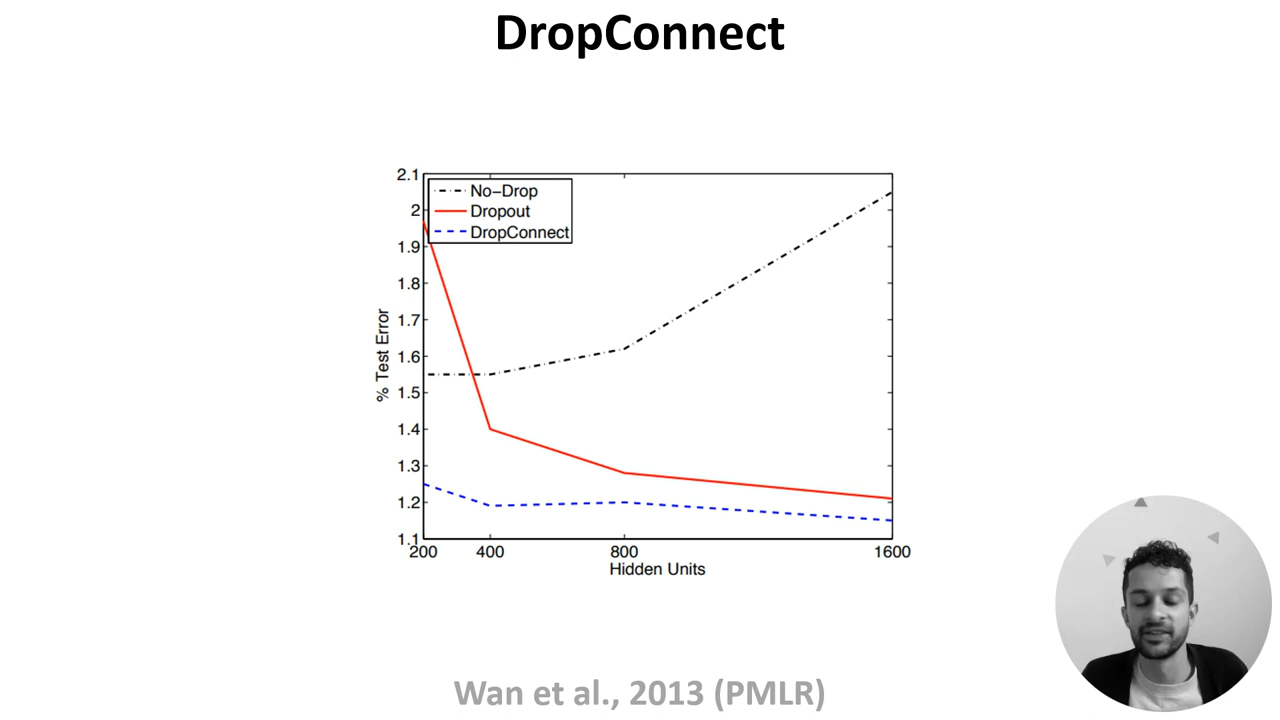 DropConnect
2.1
2
1.9
1.8
1.7
1.6
1.5
1.4
1.3
1.2
1.1
% Test Error
No−Drop
Dropout
DropConnect
200 400 800 1600
Hidden Units
Wan et al., 2013 (PMLR)